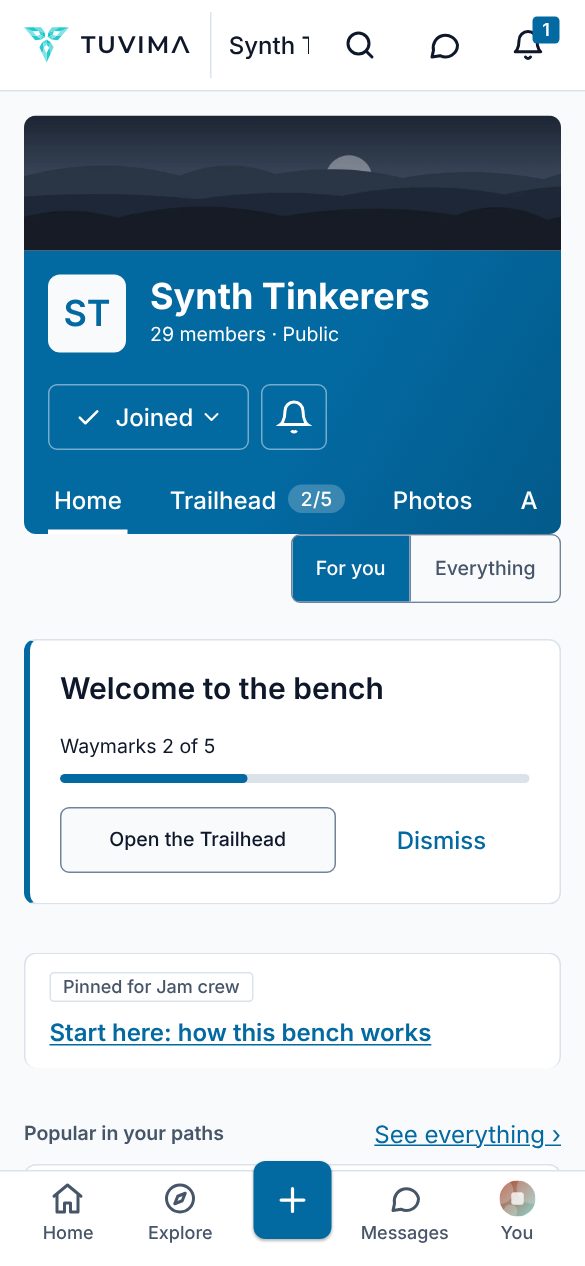 TUVIMA
Synth T
1
ST
Synth Tinkerers
29 members · Public
Joined
Home
Trailhead 2/5
Photos
A
For you
Everything
Welcome to the bench
Waymarks 2 of 5
Open the Trailhead
Dismiss
Pinned for Jam crew
Start here: how this bench works
Popular in your paths
See everything ›
Home
Explore
Messages
You